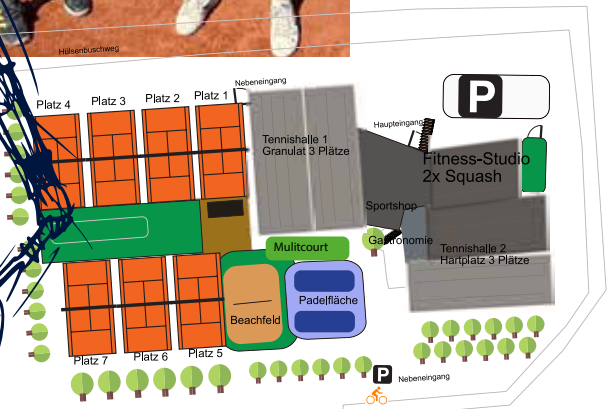 Hülsenbuschweg
Nebeneingang
Platz 4
Platz 3
Platz 2
Platz 1
P
Haupteingang
Tennishalle 1
Granulat 3 Plätze
Fitness-Studio
2x Squash
Sportshop
Gastronomie
Mulitcourt
Tennishalle 2
Hartplatz 3 Plätze
Padelfläche
Beachfeld
Platz 7
Platz 6
Platz 5
P
Nebeneingang